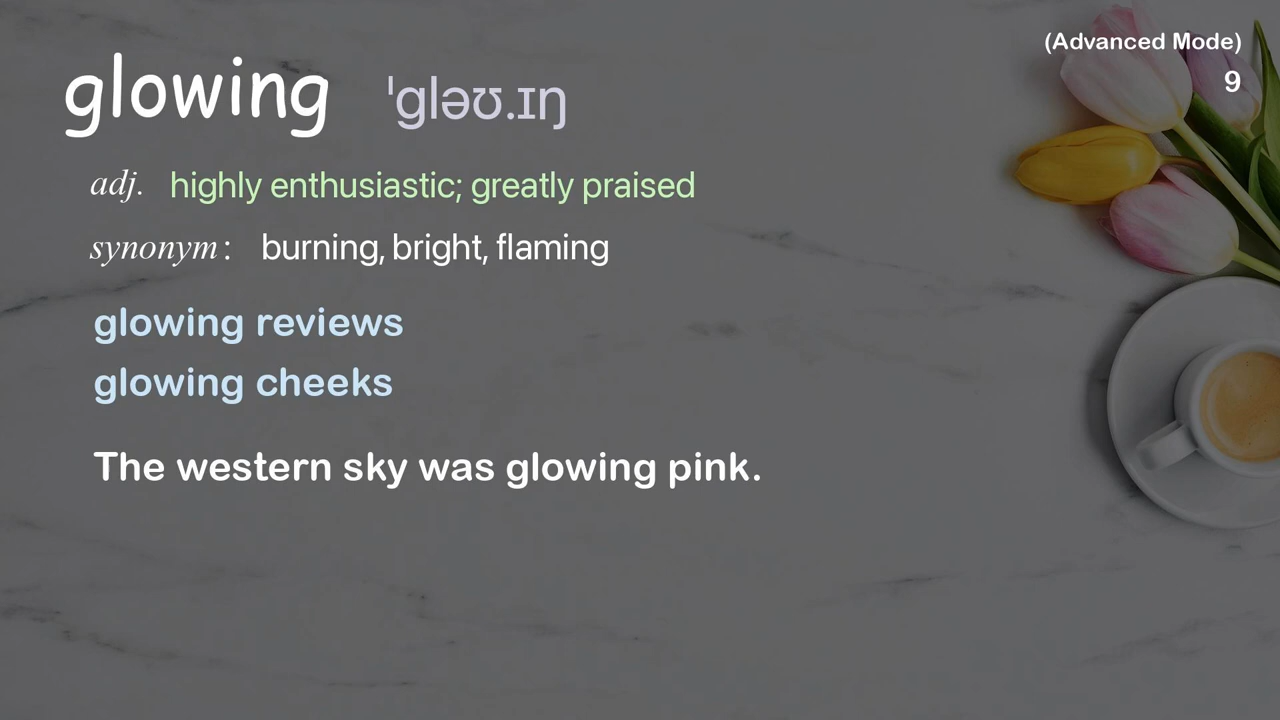 (Advanced Mode)
9
glowing ˈgləʊ.ɪŋ
adj. highly enthusiastic; greatly praised
synonym: burning, bright, flaming
glowing reviews
glowing cheeks
The western sky was glowing pink.